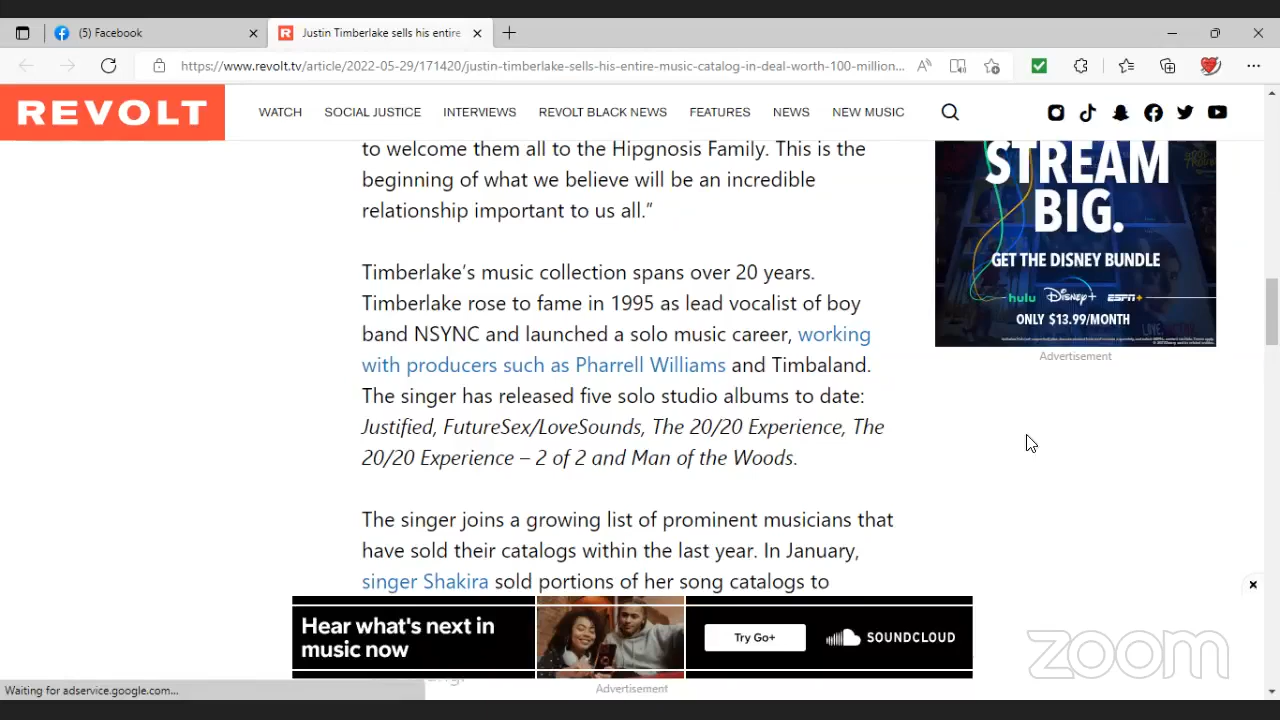 (5) Facebook
Justin Timberlake sells his entire
https://www.revolt.tv/article/2022-05-29/171420/justin-timberlake-sells-his-entire-music-catalog-in-deal-worth-100-million...
REVOLT
WATCH SOCIAL JUSTICE INTERVIEWS REVOLT BLACK NEWS FEATURES NEWS NEW MUSIC
to welcome them all to the Hipgnosis Family. This is the
beginning of what we believe will be an incredible
relationship important to us all.”
Timberlake’s music collection spans over 20 years.
Timberlake rose to fame in 1995 as lead vocalist of boy
band NSYNC and launched a solo music career, working
with producers such as Pharrell Williams and Timbaland.
The singer has released five solo studio albums to date:
Justified, FutureSex/LoveSounds, The 20/20 Experience, The
20/20 Experience – 2 of 2 and Man of the Woods.
The singer joins a growing list of prominent musicians that
have sold their catalogs within the last year. In January,
singer Shakira sold portions of her song catalogs to
STREAM
BIG.
GET THE DISNEY BUNDLE
hulu Disney+ ESPN+
ONLY $13.99/MONTH
Advertisement
Hear what's next in
music now
Try Go+
SOUNDCLOUD
Advertisement
zoom
Waiting for adservice.google.com...